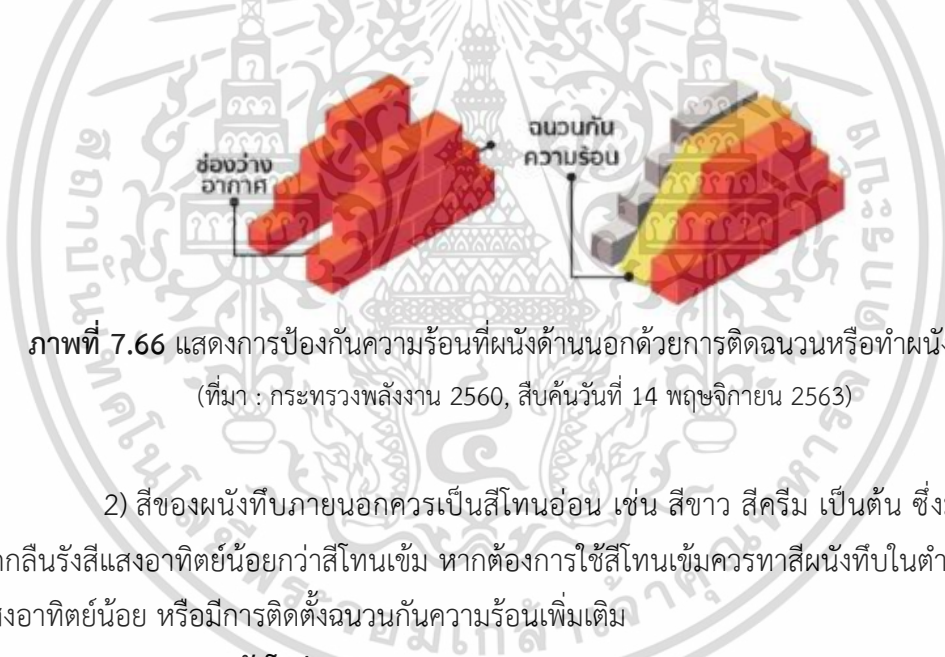 ช่องว่าง
อากาศ
ฉนวนกัน
ความร้อน
ภาพที่ 7.66 แสดงการป้องกันความร้อนที่ผนังด้านนอกด้วยการติดฉนวนหรือทำผนัง
(ที่มา : กระทรวงพลังงาน 2560, สืบค้นวันที่ 14 พฤษจิกายน 2563)
2) สีของผนังทึบภายนอกควรเป็นสีโทนอ่อน เช่น สีขาว สีครีม เป็นต้น ซึ่ง
กลืนรังสีแสงอาทิตย์น้อยกว่าสีโทนเข้ม หากต้องการใช้สีโทนเข้มควรทาสีผนังทึบในตำ
งอาทิตย์น้อย หรือมีการติดตั้งฉนวนกันความร้อนเพิ่มเติม